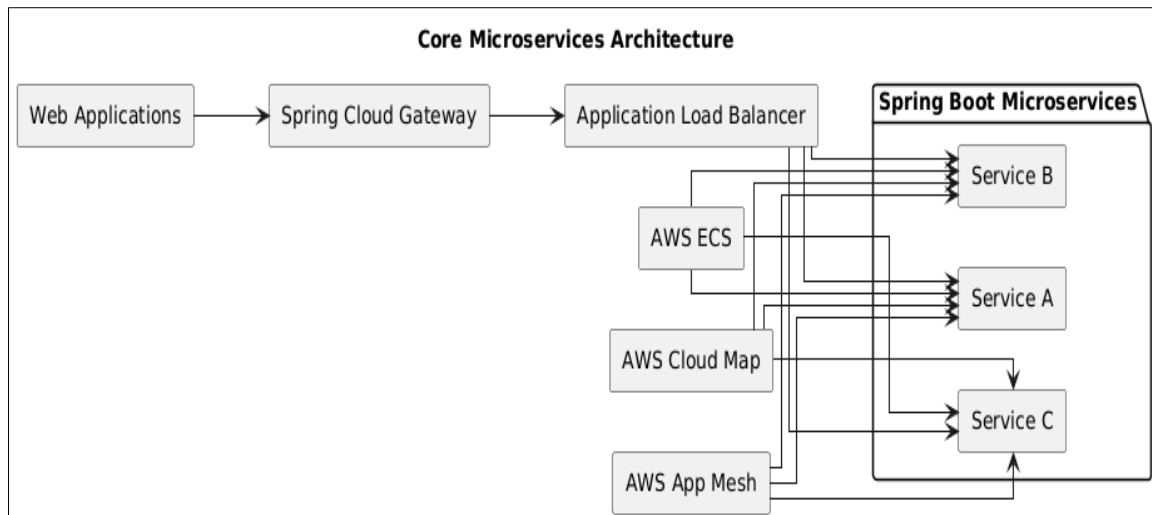 Core Microservices Architecture
Web Applications
Spring Cloud Gateway
Application Load Balancer
Spring Boot Microservices
Service B
AWS ECS
Service A
AWS Cloud Map
Service C
AWS App Mesh